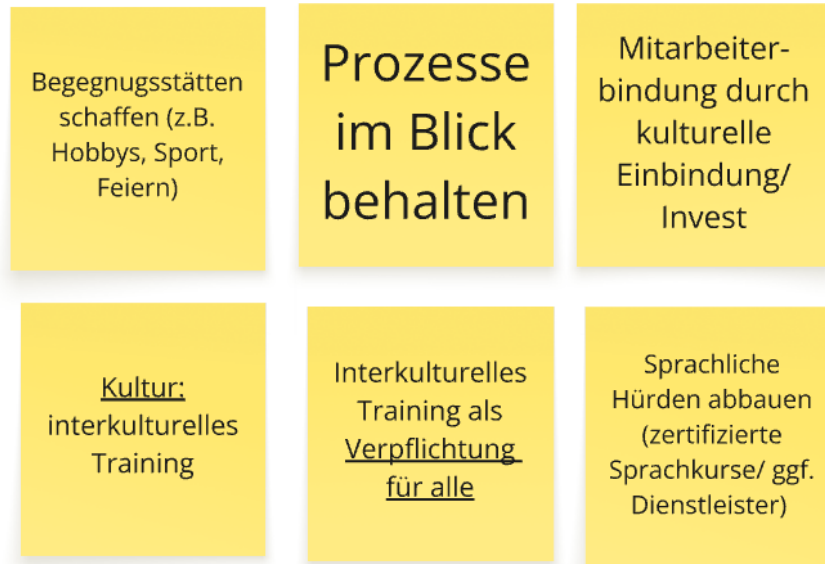 Begegnugsstätten
schaffen (z.B.
Hobbys, Sport,
Feiern)
Prozesse
im Blick
behalten
Mitarbeiter-
bindung durch
kulturelle
Einbindung/
Invest
Kultur:
interkulturelles
Training
Interkulturelles
Training als
Verpflichtung
für alle
Sprachliche
Hürden abbauen
(zertifizierte
Sprachkurse/ ggf.
Dienstleister)